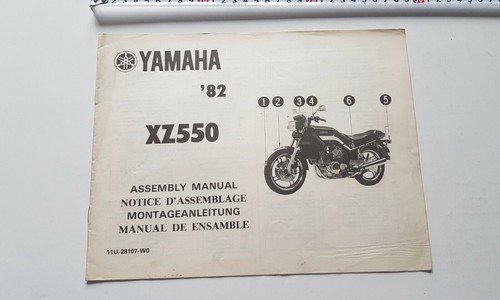 YAMAHA
'82
XZ550
1 2 3 4 6 5
ASSEMBLY MANUAL
NOTICE D'ASSEMBLAGE
MONTAGEANLEITUNG
MANUAL DE ENSAMBLE
11U-28107-W0